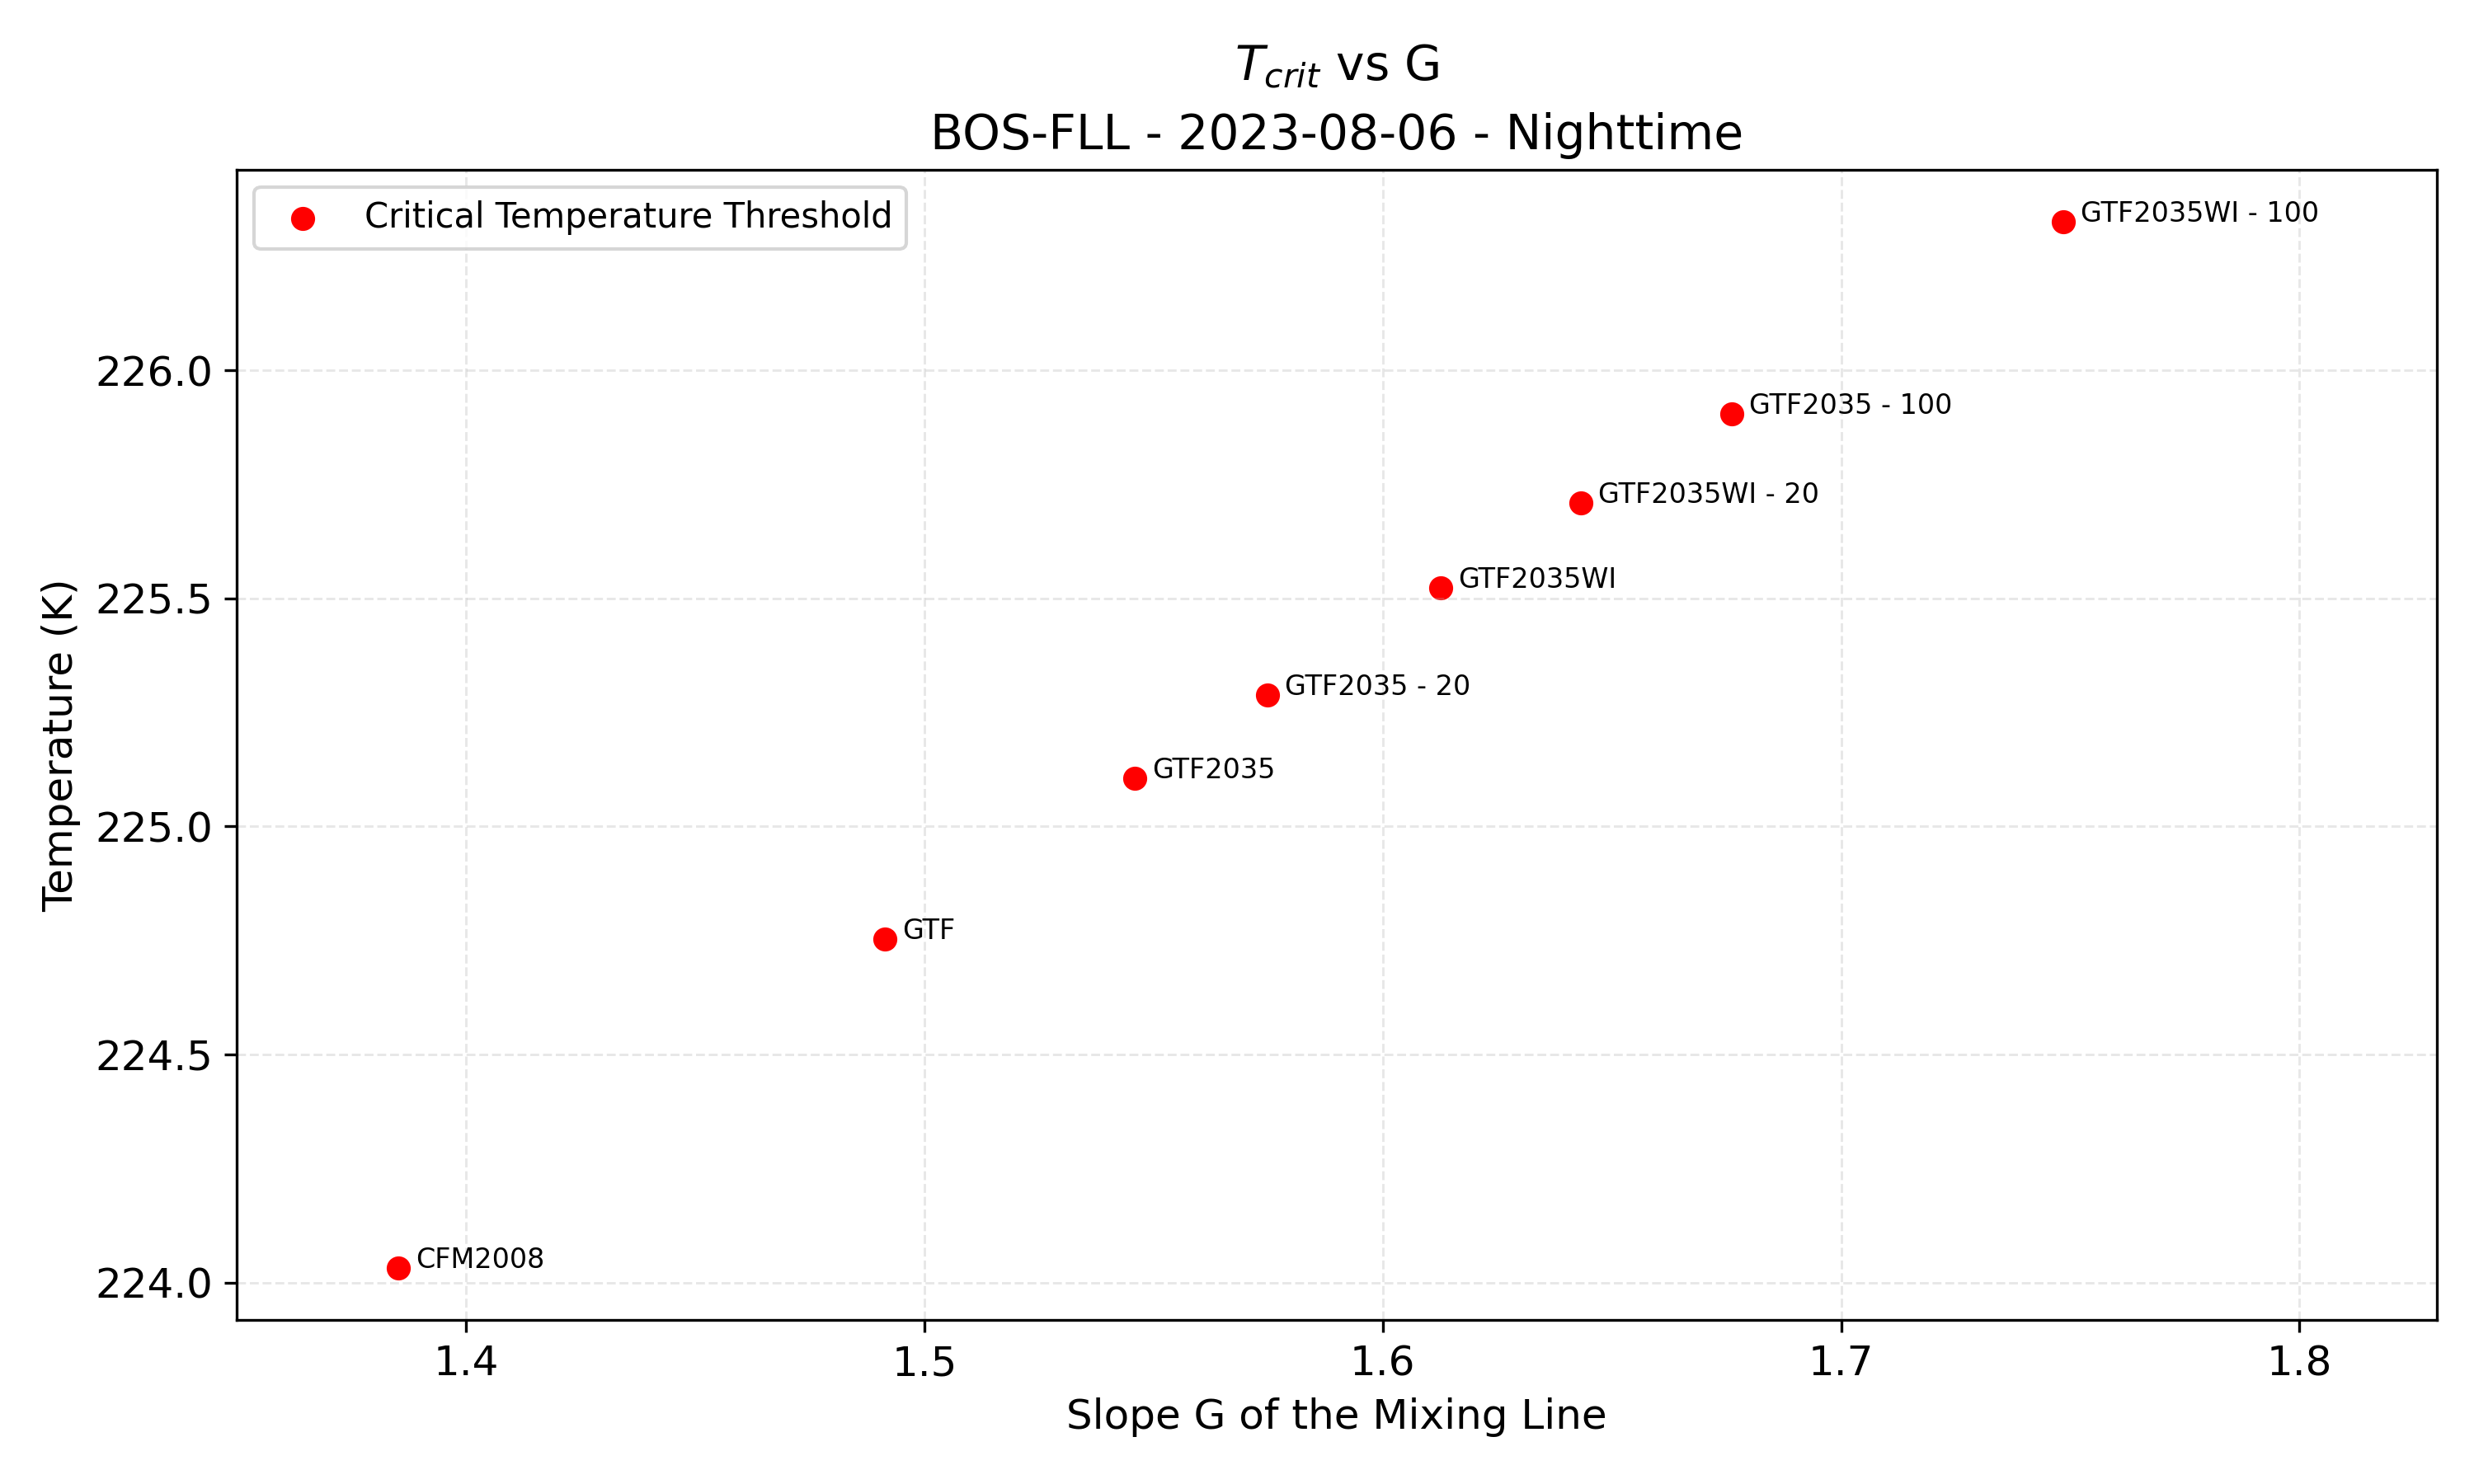 T_crit vs G
BOS-FLL - 2023-08-06 - Nighttime
Critical Temperature Threshold
GTF2035WI - 100
GTF2035 - 100
GTF2035WI - 20
GTF2035WI
GTF2035 - 20
GTF2035
GTF
CFM2008
Temperature (K)
226.0
225.5
225.0
224.5
224.0
1.4 1.5 1.6 1.7 1.8
Slope G of the Mixing Line